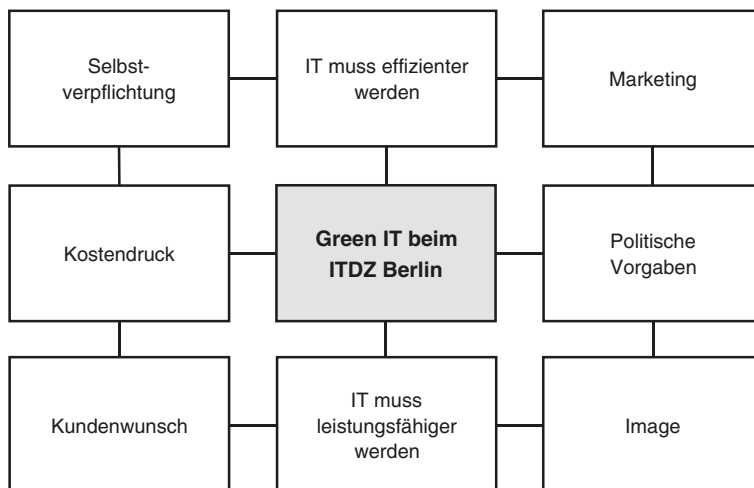 Selbst-
verpflichtung
IT muss effizienter
werden
Marketing
Kostendruck
Green IT beim
ITDZ Berlin
Politische
Vorgaben
Kundenwunsch
IT muss
leistungsfähiger
werden
Image